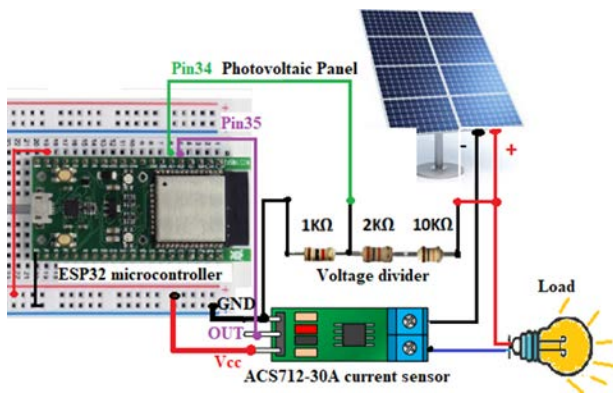 Pin34 Photovoltaic Panel
Pin35
-
+
1KΩ
2KΩ
10KΩ
ESP32 microcontroller
Voltage divider
GND
OUT
Vcc
Load
ACS712-30A current sensor